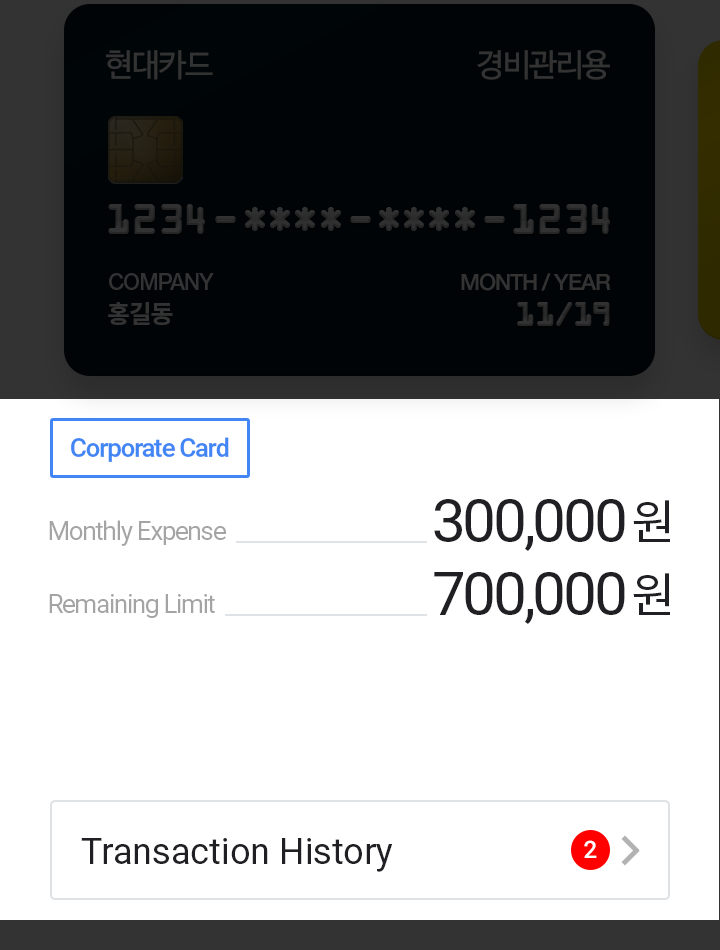 현대카드 경비관리용
1234-****-****-1234
COMPANY MONTH / YEAR
홍길동 11/19
Corporate Card
Monthly Expense 300,000 원
Remaining Limit 700,000 원
Transaction History 2